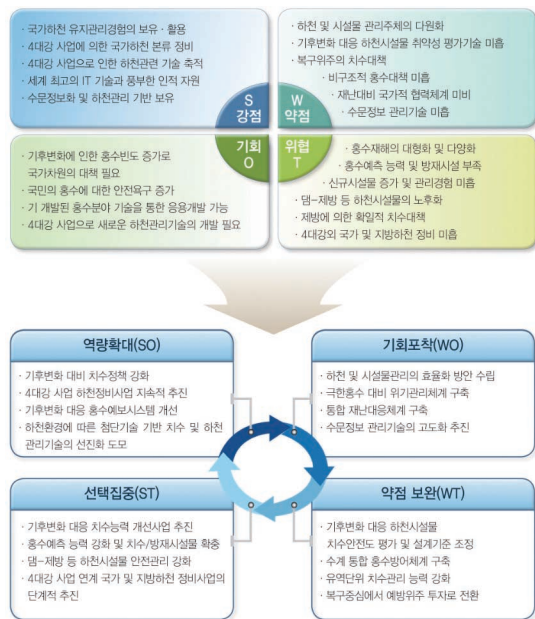 · 국가하천 유지관리경험의 보유 · 활용
· 4대강 사업에 의한 국가하천 본류 정비
· 4대강 사업으로 인한 하천관련 기술 축적
· 세계 최고의 IT 기술과 풍부한 인적 자원
· 수문정보화 및 하천관리 기반 보유
S
강점
· 하천 및 시설물 관리주체의 다원화
· 기후변화 대응 하천시설물 취약성 평가기술 미흡
· 복구위주의 치수대책
· 비구조적 홍수대책 미흡
· 재난대비 국가적 협력체계 미비
· 수문정보 관리기술 미흡
W
약점
기회
O
· 기후변화에 인한 홍수빈도 증가로
국가차원의 대책 필요
· 국민의 홍수에 대한 안전욕구 증가
· 기 개발된 홍수분야 기술을 통한 응용개발 가능
· 4대강 사업으로 새로운 하천관리기술의 개발 필요
위협
T
· 홍수재해의 대형화 및 다양화
· 홍수예측 능력 및 방재시설 부족
· 신규시설물 증가 및 관리경험 미흡
· 댐-제방 등 하천시설물의 노후화
· 제방에 의한 확일적 치수대책
· 4대강외 국가 및 지방하천 정비 미흡
역량확대(SO)
· 기후변화 대비 치수정책 강화
· 4대강 사업 하천정비사업 지속적 추진
· 기후변화 대응 홍수예보시스템 개선
· 하천환경에 따른 첨단기술 기반 치수 및 하천
관리기술의 선진화 도모
기회포착(WO)
· 하천 및 시설물관리의 효율화 방안 수립
· 극한홍수 대비 위기관리체계 구축
· 통합 재난대응체계 구축
· 수문정보 관리기술의 고도화 추진
선택집중(ST)
· 기후변화 대응 치수능력 개선사업 추진
· 홍수예측 능력 강화 및 치수/방재시설물 확충
· 댐-제방 등 하천시설물 안전관리 강화
· 4대강 사업 연계 국가 및 지방하천 정비사업의
단계적 추진
약점 보완(WT)
· 기후변화 대응 하천시설물
치수안전도 평가 및 설계기준 조정
· 수계 통합 홍수방어체계 구축
· 유역단위 치수관리 능력 강화
· 복구중심에서 예방위주 투자로 전환